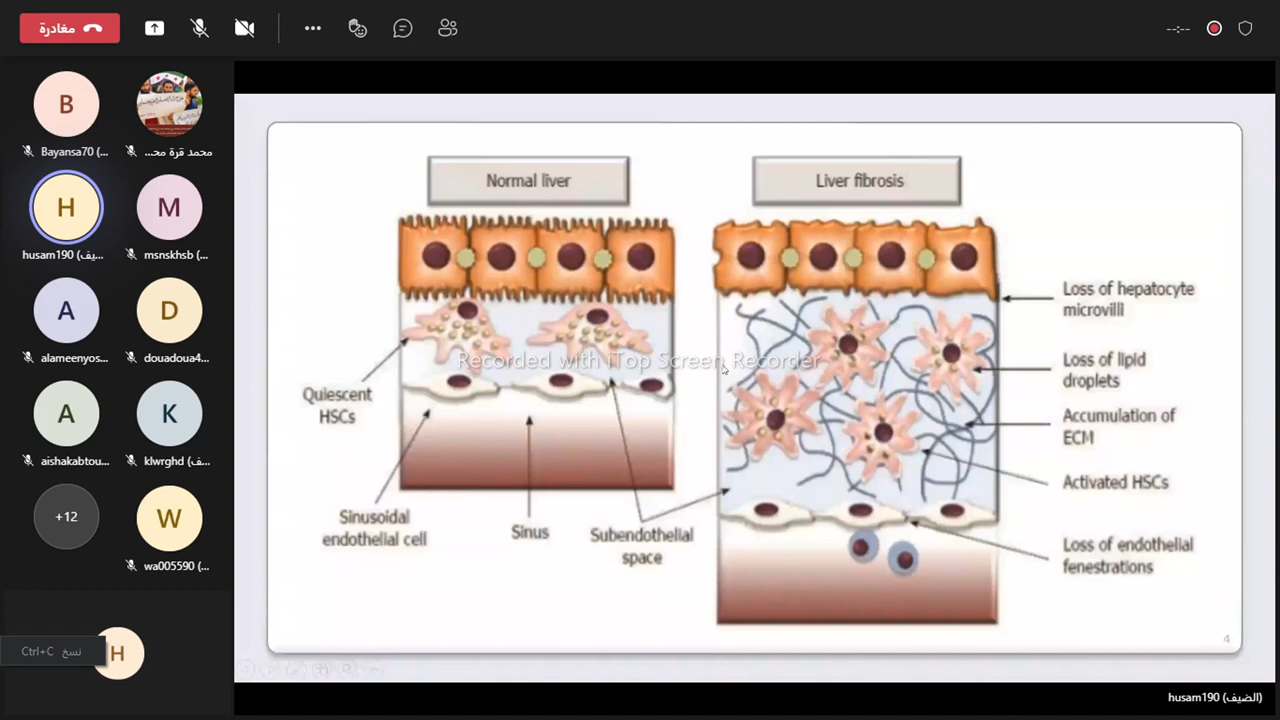 مغادرة
--:--
B
Bayansa70 (...
محمد قرة مح...
H
husam190 (ضيف...
M
msnskhsb (...
A
alameenyos...
D
douadoua4...
A
aishakabtou...
K
klwrghd (ف...
+12
W
wa005590 (...
نسخ Ctrl+C
H
Normal liver
Liver fibrosis
Recorded with iTop Screen Recorder
Quiescent
HSCs
Sinusoidal
endothelial cell
Sinus
Subendothelial
space
Loss of hepatocyte
microvilli
Loss of lipid
droplets
Accumulation of
ECM
Activated HSCs
Loss of endothelial
fenestrations
4
husam190 (الضيف)